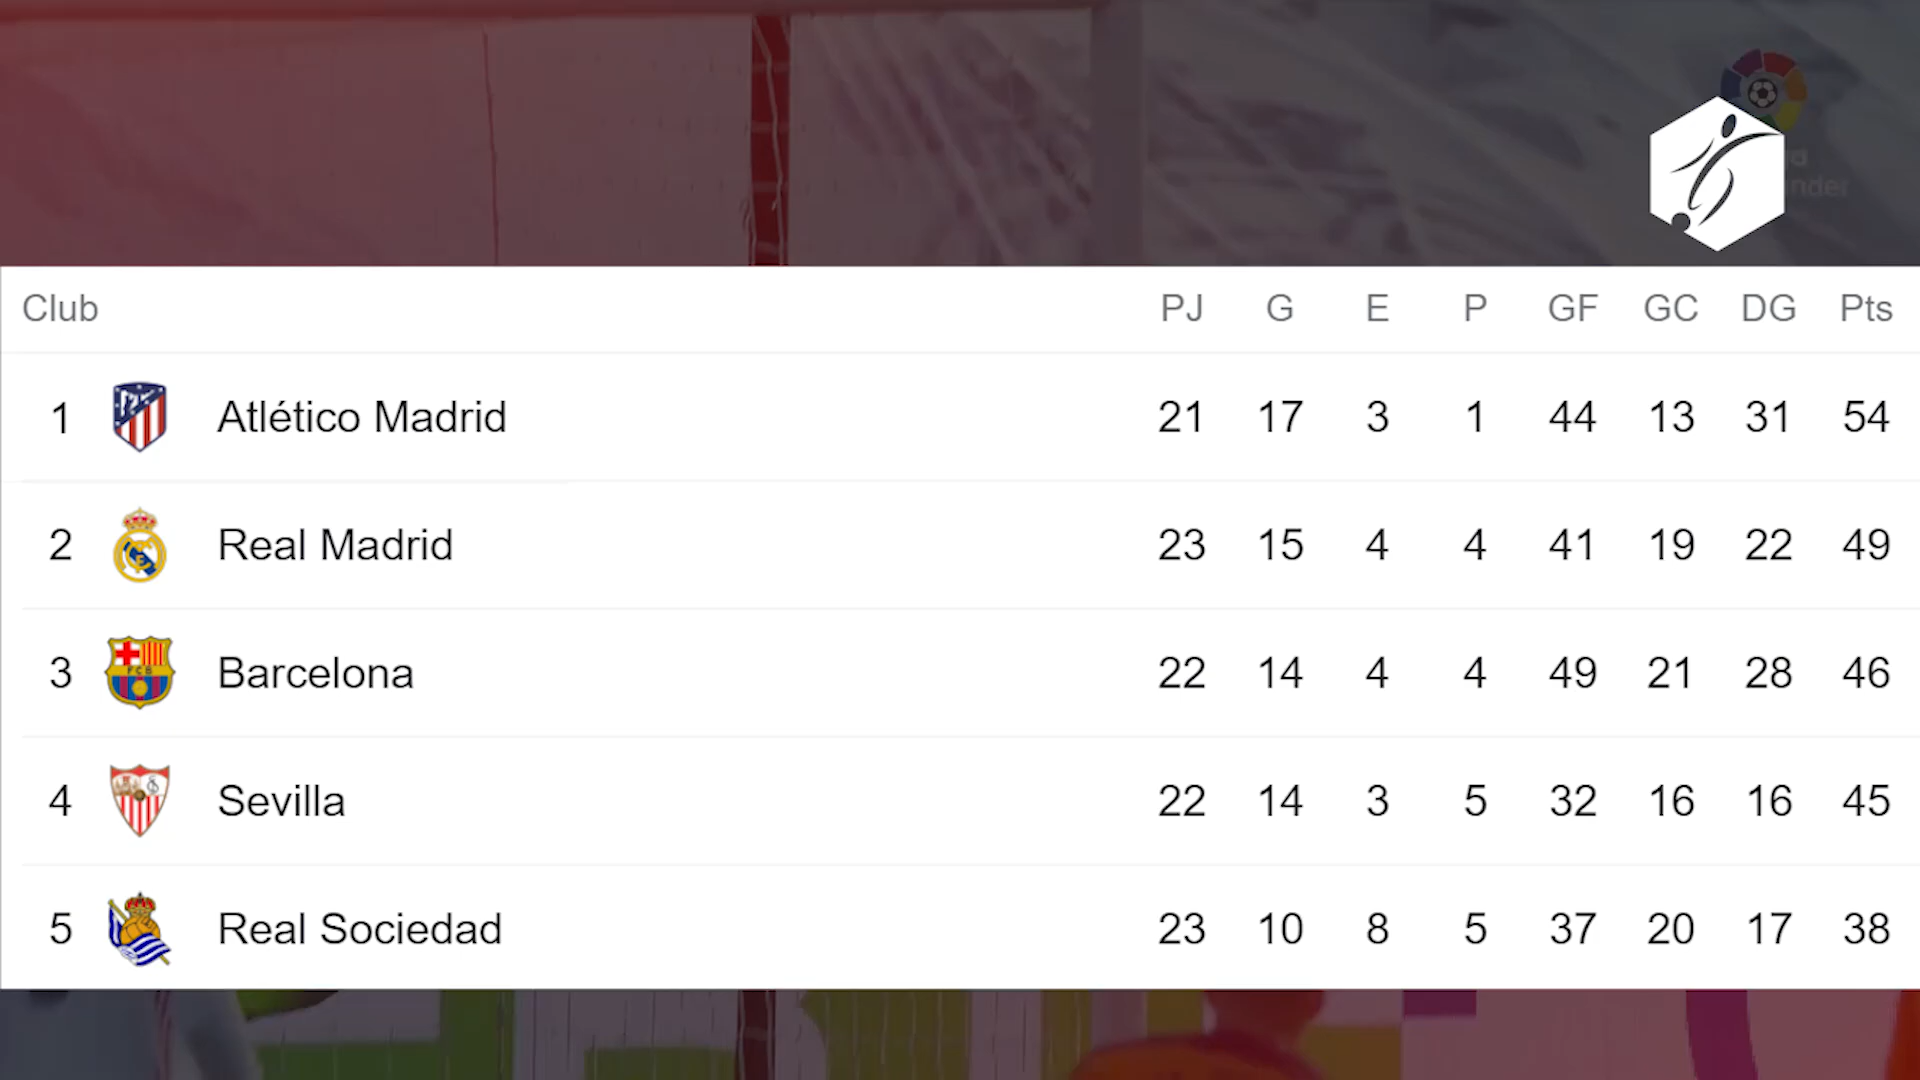 Club PJ G E P GF GC DG Pts
1 Atlético Madrid 21 17 3 1 44 13 31 54
2 Real Madrid 23 15 4 4 41 19 22 49
3 Barcelona 22 14 4 4 49 21 28 46
4 Sevilla 22 14 3 5 32 16 16 45
5 Real Sociedad 23 10 8 5 37 20 17 38